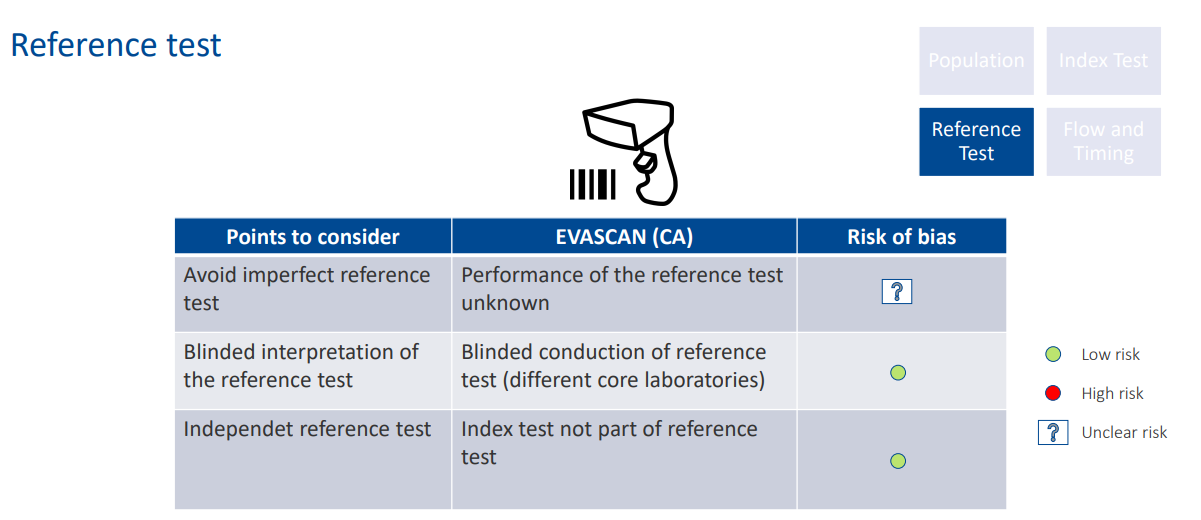 Reference test
Population
Index Test
Reference
Test
Flow and
Timing
Points to consider
EVASCAN (CA)
Risk of bias
Avoid imperfect reference
test
Performance of the reference test
unknown
?
Blinded interpretation of
the reference test
Blinded conduction of reference
test (different core laboratories)
Independet reference test
Index test not part of reference
test
Low risk
High risk
? Unclear risk